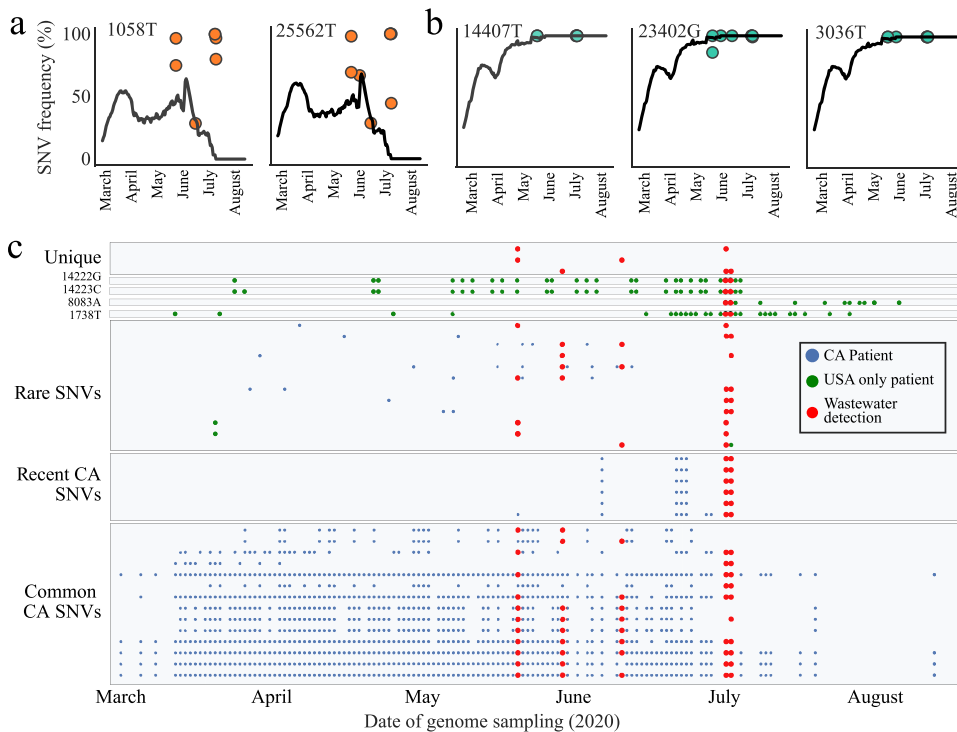 a
1058T
25562T
SNV frequency (%)
100
50
0
March
April
May
June
July
August
March
April
May
June
July
August
b
14407T
23402G
3036T
March
April
May
June
July
August
March
April
May
June
July
August
March
April
May
June
July
August
c
Unique
14222G
14223C
8083A
1738T
Rare SNVs
Recent CA
SNVs
Common
CA SNVs
CA Patient
USA only patient
Wastewater
detection
March
April
May
June
July
August
Date of genome sampling (2020)